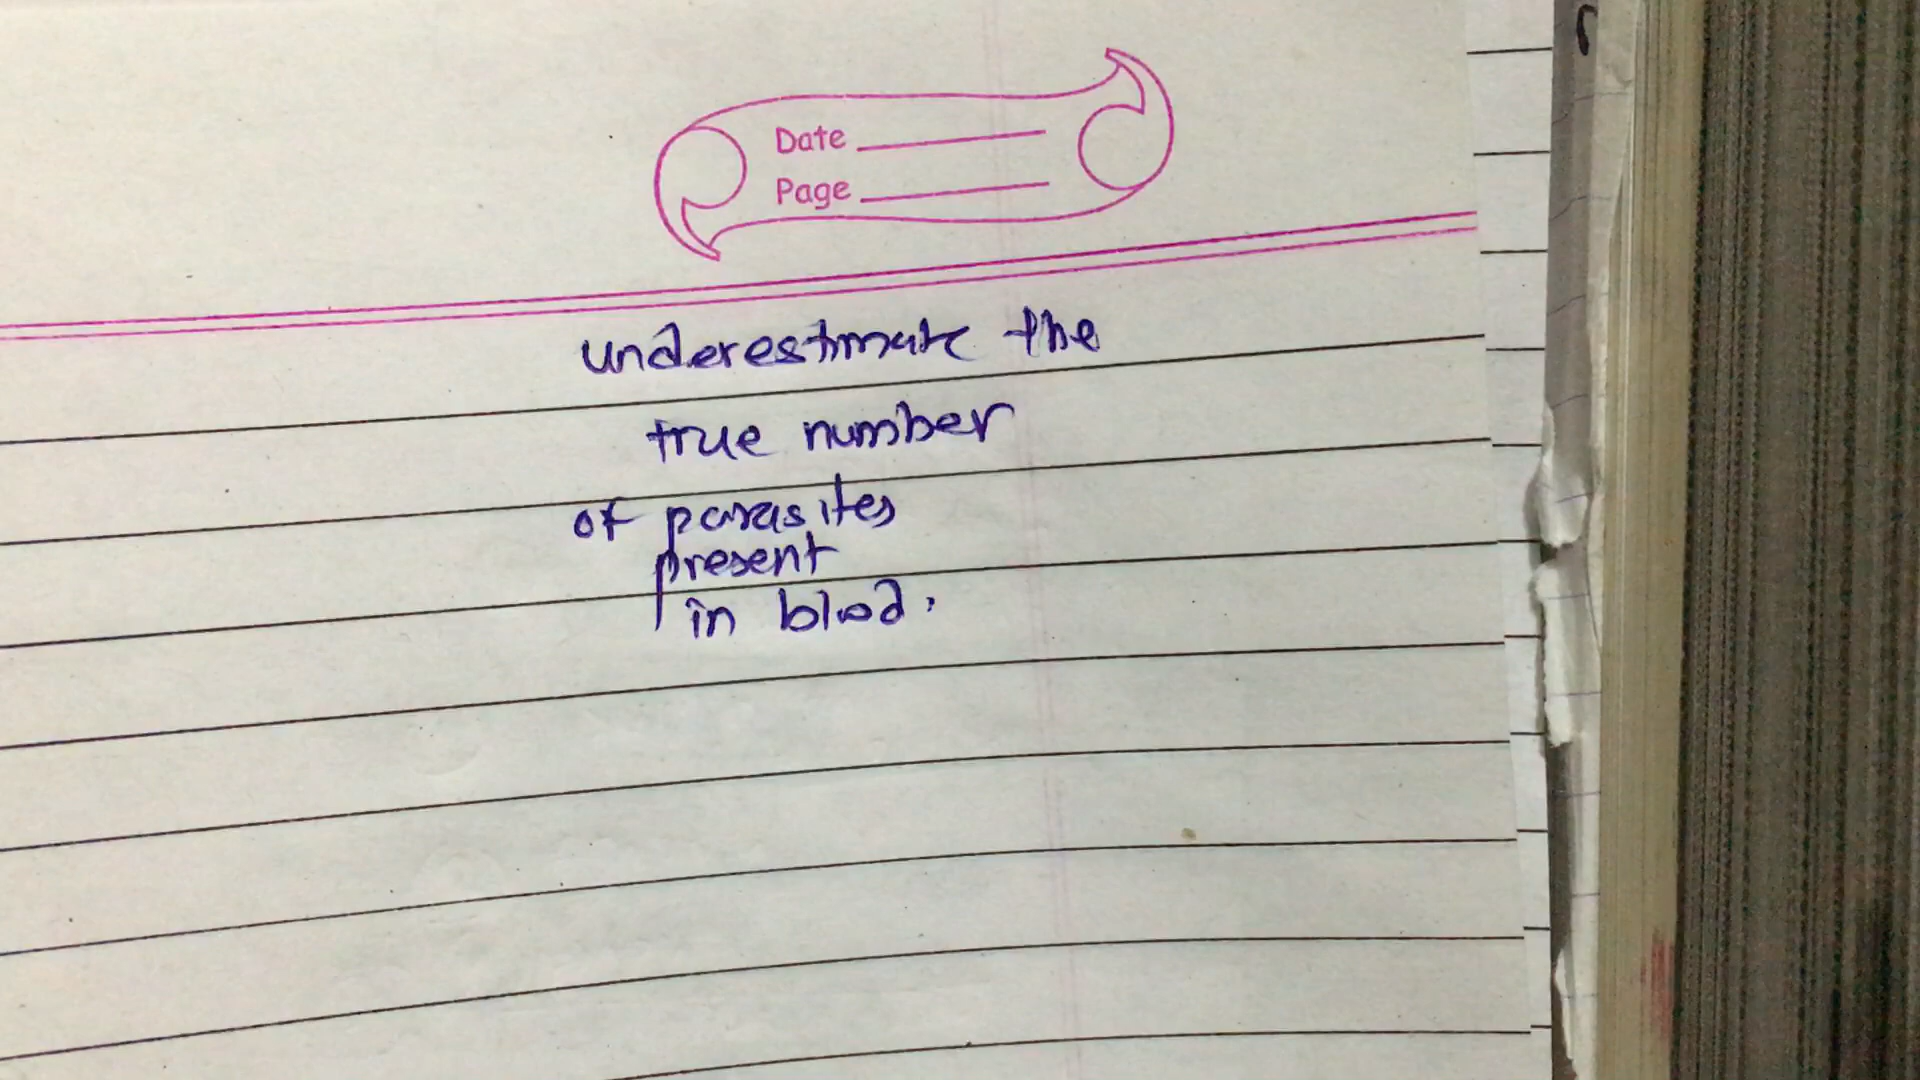 Date
Page
underestimate the
true number
of parasites
present
in blood.